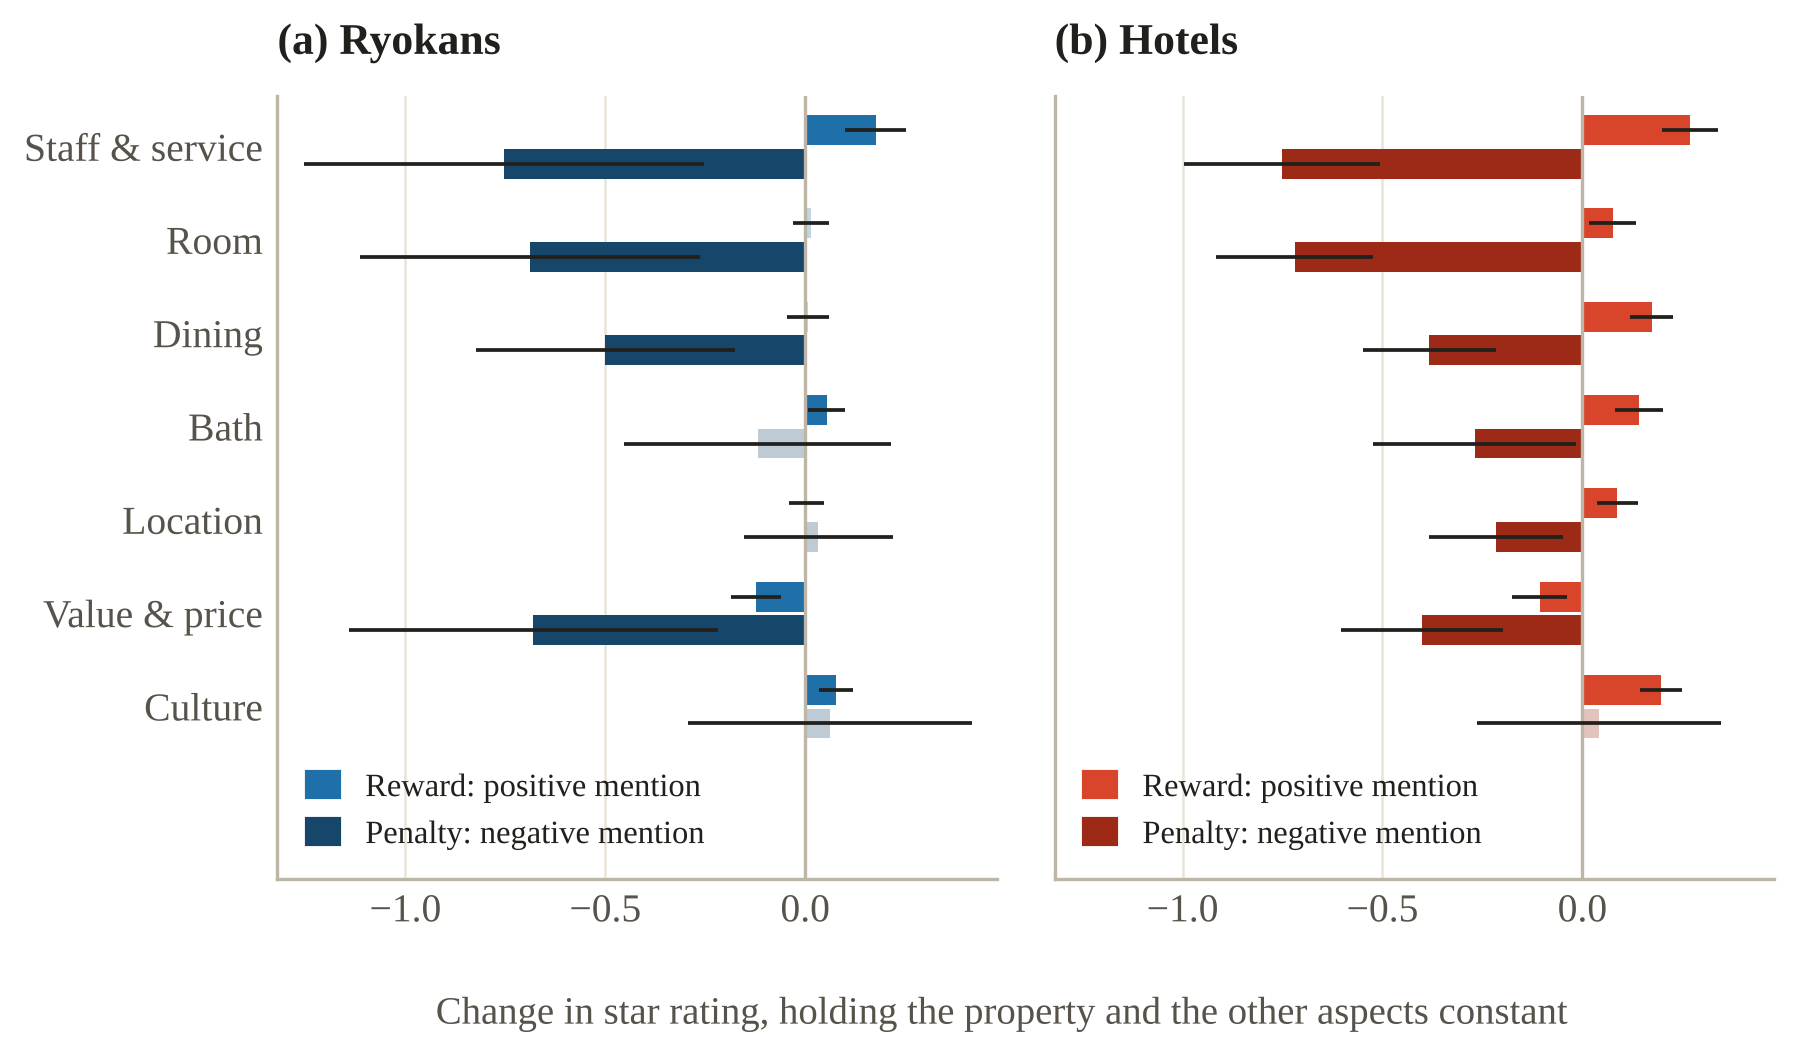 (a) Ryokans
(b) Hotels
Staff & service
Room
Dining
Bath
Location
Value & price
Culture
Reward: positive mention
Penalty: negative mention
Reward: positive mention
Penalty: negative mention
−1.0 −0.5 0.0
−1.0 −0.5 0.0
Change in star rating, holding the property and the other aspects constant